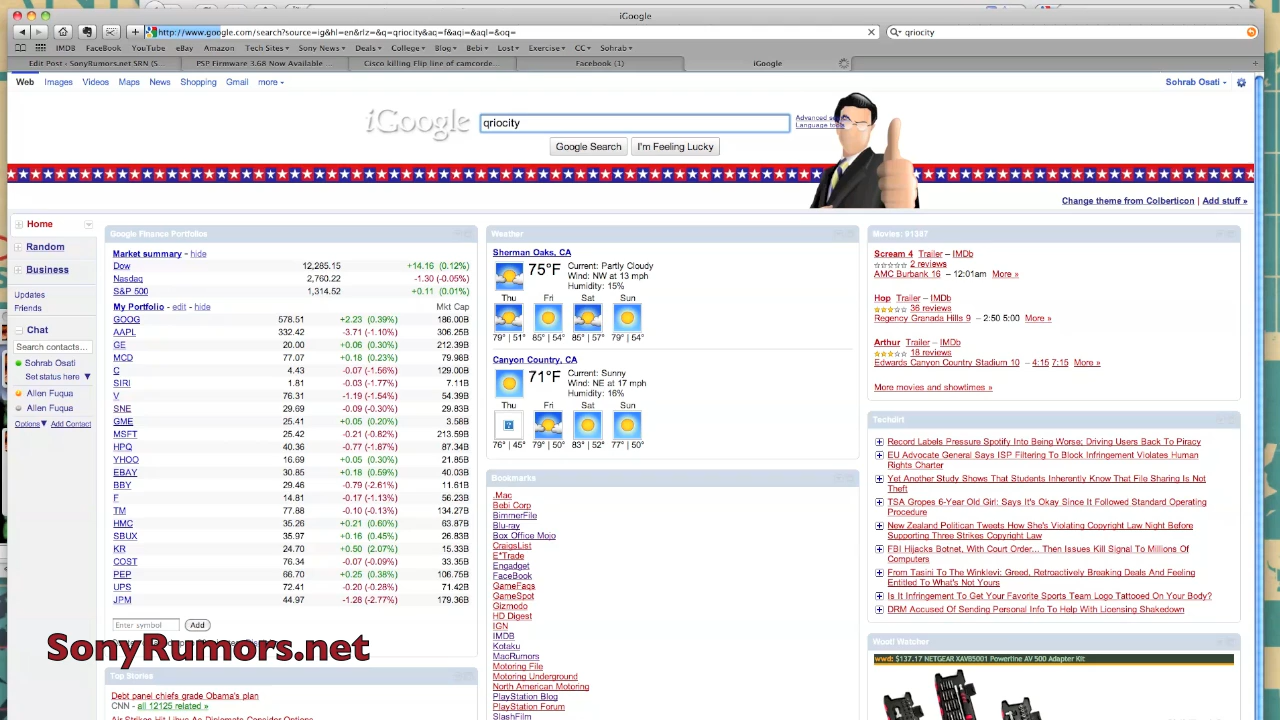 iGoogle
http://www.google.com/search?source=ig&hl=en&rlz=&q=qriocity&aq=f&aqi=&aql=&oq=
qriocity
IMDB FaceBook YouTube eBay Amazon Tech Sites Sony News Deals College Blog Bebi Lost Exercise CC Sohrab
Edit Post - SonyRumors.net SRN (S... PSP Firmware 3.68 Now Available... Cisco killing Flip line of camcorde... Facebook (1) iGoogle
Web Images Videos Maps News Shopping Gmail more
Sohrab Osati
iGoogle
qriocity
Language tools
Google Search I'm Feeling Lucky
Change theme from Colberticon | Add stuff »
Home
Random
Business
Updates
Friends
Chat
Search contacts...
Sohrab Osati
Set status here
Allen Fuqua
Allen Fuqua
Options Add Contact
Google Finance Portfolios
Market summary - hide
Dow 12,285.15 +14.16 (0.12%)
Nasdaq 2,760.22 -1.30 (-0.05%)
S&P 500 1,314.52 +0.11 (0.01%)
My Portfolio - edit - hide Mkt Cap
GOOG 578.51 +2.23 (0.39%) 186.00B
AAPL 332.42 -3.71 (-1.10%) 306.25B
GE 20.00 +0.06 (0.30%) 212.39B
MCD 77.07 +0.18 (0.23%) 79.96B
C 4.43 -0.07 (-1.56%) 129.00B
SIRI 1.81 -0.03 (-1.77%) 7.11B
V 76.31 -1.19 (-1.54%) 54.39B
SNE 29.69 -0.09 (-0.30%) 29.83B
GME 25.42 +0.05 (0.20%) 3.58B
MSFT 25.42 -0.21 (-0.82%) 213.59B
HPQ 40.36 -0.77 (-1.87%) 87.34B
YHOO 16.69 +0.05 (0.30%) 21.85B
EBAY 30.85 +0.18 (0.59%) 40.03B
BBY 29.46 -0.79 (-2.61%) 11.61B
F 14.81 -0.17 (-1.13%) 56.23B
TM 77.88 -0.10 (-0.13%) 134.27B
HMC 35.26 +0.21 (0.60%) 63.87B
SBUX 35.97 +0.16 (0.45%) 26.83B
KR 24.70 +0.50 (2.07%) 15.33B
COST 76.34 -0.07 (-0.09%) 33.35B
PEP 66.70 +0.25 (0.38%) 106.75B
UPS 72.41 -0.20 (-0.28%) 71.42B
JPM 44.97 -1.28 (-2.77%) 179.36B
Enter symbol Add
SonyRumors.net
Top Stories
Debt panel chiefs grade Obama's plan
CNN - all 12125 related »
Air Strikes Hit Libya As Diplomats Consider Options
Weather
Sherman Oaks, CA
75°F
Current: Partly Cloudy
Wind: NW at 13 mph
Humidity: 15%
Thu Fri Sat Sun
79° | 51° 85° | 54° 85° | 57° 79° | 54°
Canyon Country, CA
71°F
Current: Sunny
Wind: NE at 17 mph
Humidity: 16%
Thu Fri Sat Sun
76° | 45° 79° | 50° 83° | 52° 77° | 50°
Bookmarks
.Mac
Bebi Corp
BimmerFile
Blu-ray
Box Office Mojo
CraigsList
E*Trade
Engadget
FaceBook
GameFaqs
GameSpot
Gizmodo
HD Digest
IGN
IMDB
Kotaku
MacRumors
Motoring File
Motoring Underground
North American Motoring
PlayStation Blog
PlayStation Forum
SlashFilm
Movies: 91387
Scream 4 Trailer – IMDb
2 reviews
AMC Burbank 16 – 12:01am More »
Hop Trailer – IMDb
36 reviews
Regency Granada Hills 9 – 2:50 5:00 More »
Arthur Trailer – IMDb
18 reviews
Edwards Canyon Country Stadium 10 – 4:15 7:15 More »
More movies and showtimes »
Techdirt
Record Labels Pressure Spotify Into Being Worse; Driving Users Back To Piracy
EU Advocate General Says ISP Filtering To Block Infringement Violates Human
Rights Charter
Yet Another Study Shows That Students Inherently Know That File Sharing Is Not
Theft
TSA Gropes 6-Year Old Girl: Says It's Okay Since It Followed Standard Operating
Procedure
New Zealand Politican Tweets How She's Violating Copyright Law Night Before
Supporting Three Strikes Copyright Law
FBI Hijacks Botnet, With Court Order... Then Issues Kill Signal To Millions Of
Computers
From Tasini To The Winklevi: Greed, Retroactively Breaking Deals And Feeling
Entitled To What's Not Yours
Is It Infringement To Get Your Favorite Sports Team Logo Tattooed On Your Body?
DRM Accused Of Sending Personal Info To Help With Licensing Shakedown
Woot! Watcher
wwd: $137.17 NETGEAR XAVB5001 Powerline AV 500 Adapter Kit